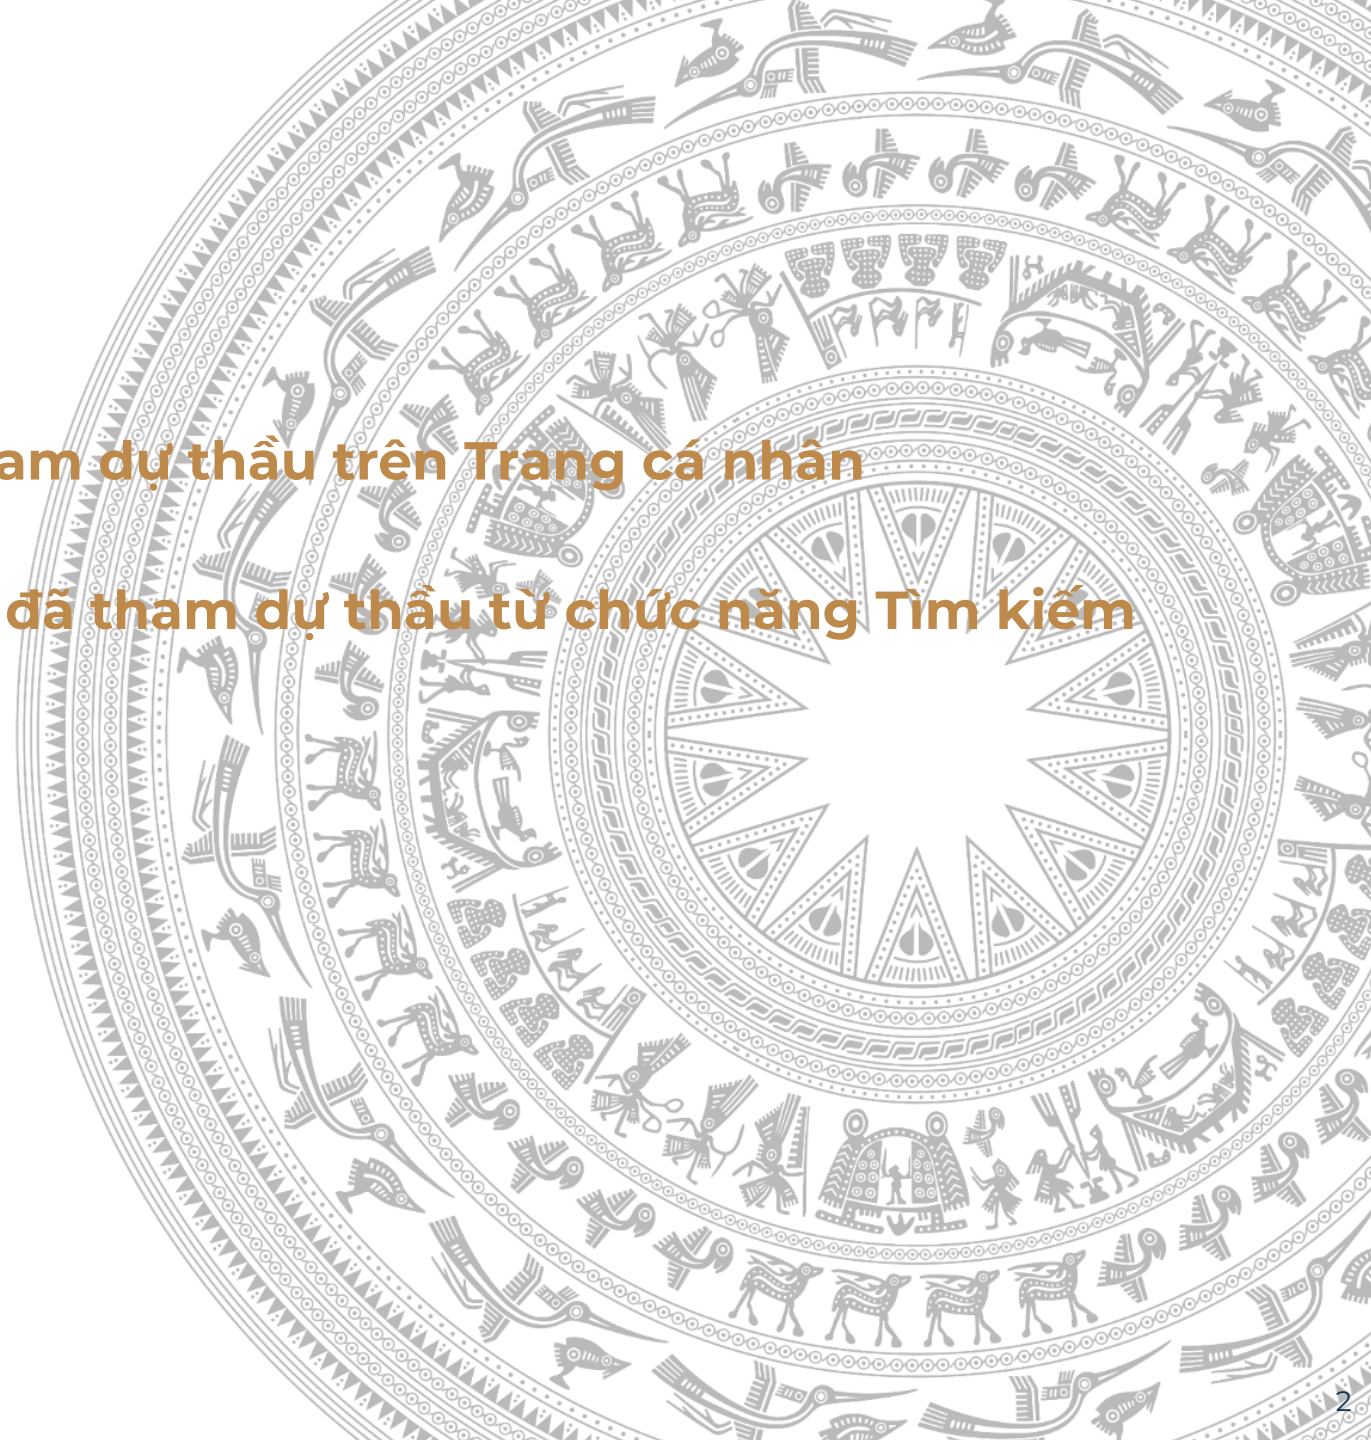 am dự thầu trên Trang cá nhân
đã tham dự thầu từ chức năng Tìm kiếm
2